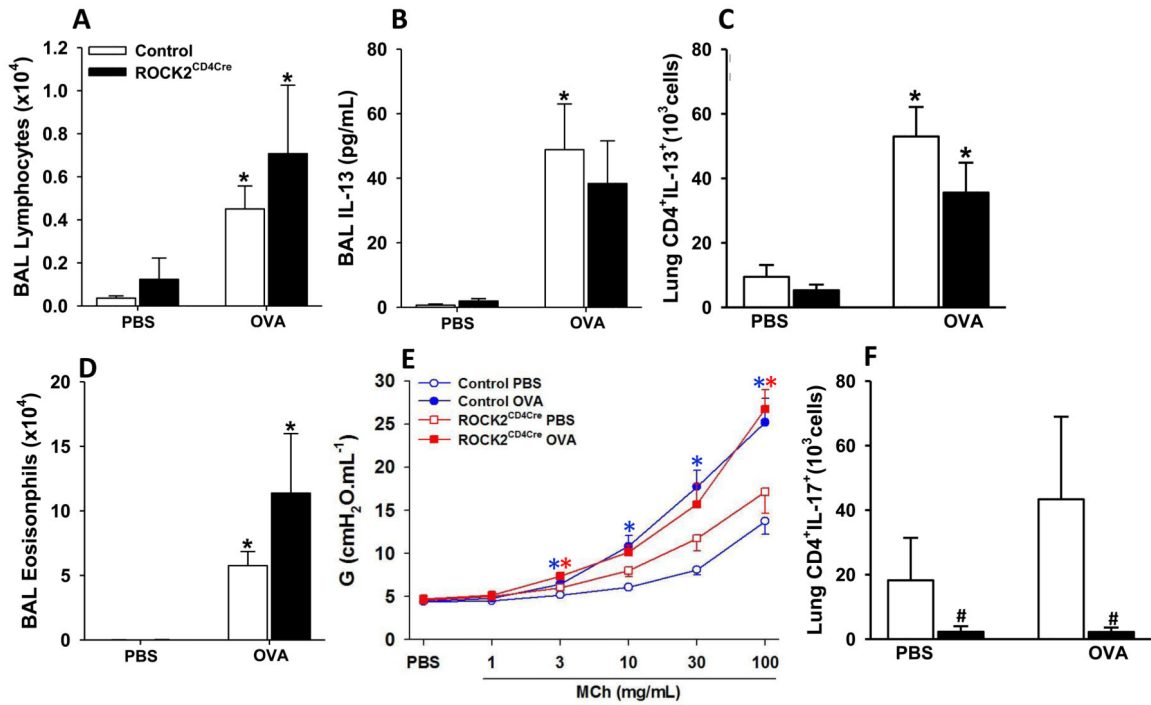 A
BAL Lymphocytes (x10⁴)
1.2
1.0
0.8
0.6
0.4
0.2
0.0
Control
ROCK2ᶜᴰ⁴ᶜʳᵉ
*
*
PBS OVA
B
BAL IL-13 (pg/mL)
80
60
40
20
0
*
PBS OVA
C
Lung CD4⁺IL-13⁺(10³cells)
80
60
40
20
0
*
*
PBS OVA
D
BAL Eosisonphils (x10⁴)
20
15
10
5
0
*
*
PBS OVA
E
G (cmH₂O.mL⁻¹)
30
25
20
15
10
5
0
Control PBS
Control OVA
ROCK2ᶜᴰ⁴ᶜʳᵉ PBS
ROCK2ᶜᴰ⁴ᶜʳᵉ OVA
**
*
*
**
PBS 1 3 10 30 100
MCh (mg/mL)
F
Lung CD4⁺IL-17⁺(10³cells)
80
60
40
20
0
#
#
PBS OVA